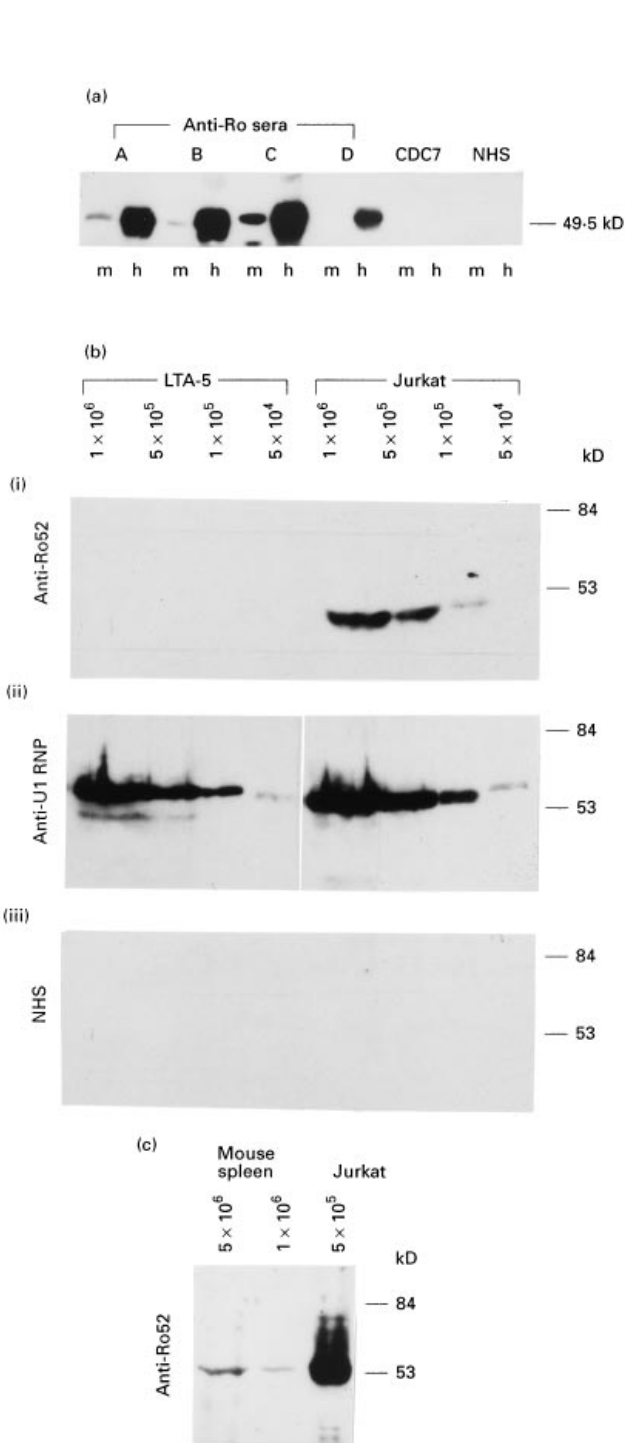 (a)
Anti-Ro sera
A B C D CDC7 NHS
49·5 kD
m h m h m h m h m h m h
(b)
LTA-5 Jurkat
1 × 10⁶ 5 × 10⁵ 1 × 10⁵ 5 × 10⁴ 1 × 10⁶ 5 × 10⁵ 1 × 10⁵ 5 × 10⁴
kD
(i)
Anti-Ro52
84
53
(ii)
Anti-U1 RNP
84
53
(iii)
NHS
84
53
(c)
Mouse
spleen Jurkat
5 × 10⁶ 1 × 10⁶ 5 × 10⁵
kD
Anti-Ro52
84
53